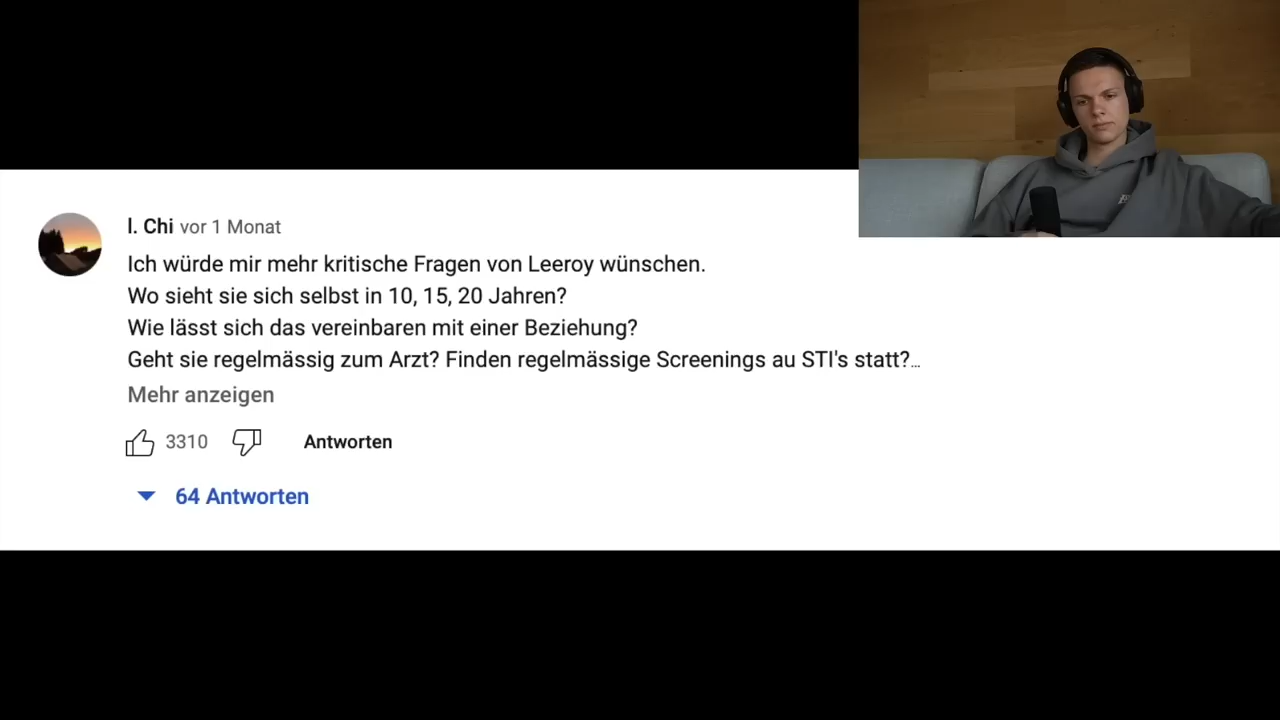 l. Chi vor 1 Monat
Ich würde mir mehr kritische Fragen von Leeroy wünschen.
Wo sieht sie sich selbst in 10, 15, 20 Jahren?
Wie lässt sich das vereinbaren mit einer Beziehung?
Geht sie regelmässig zum Arzt? Finden regelmässige Screenings au STI's statt?...
Mehr anzeigen
3310 Antworten
64 Antworten